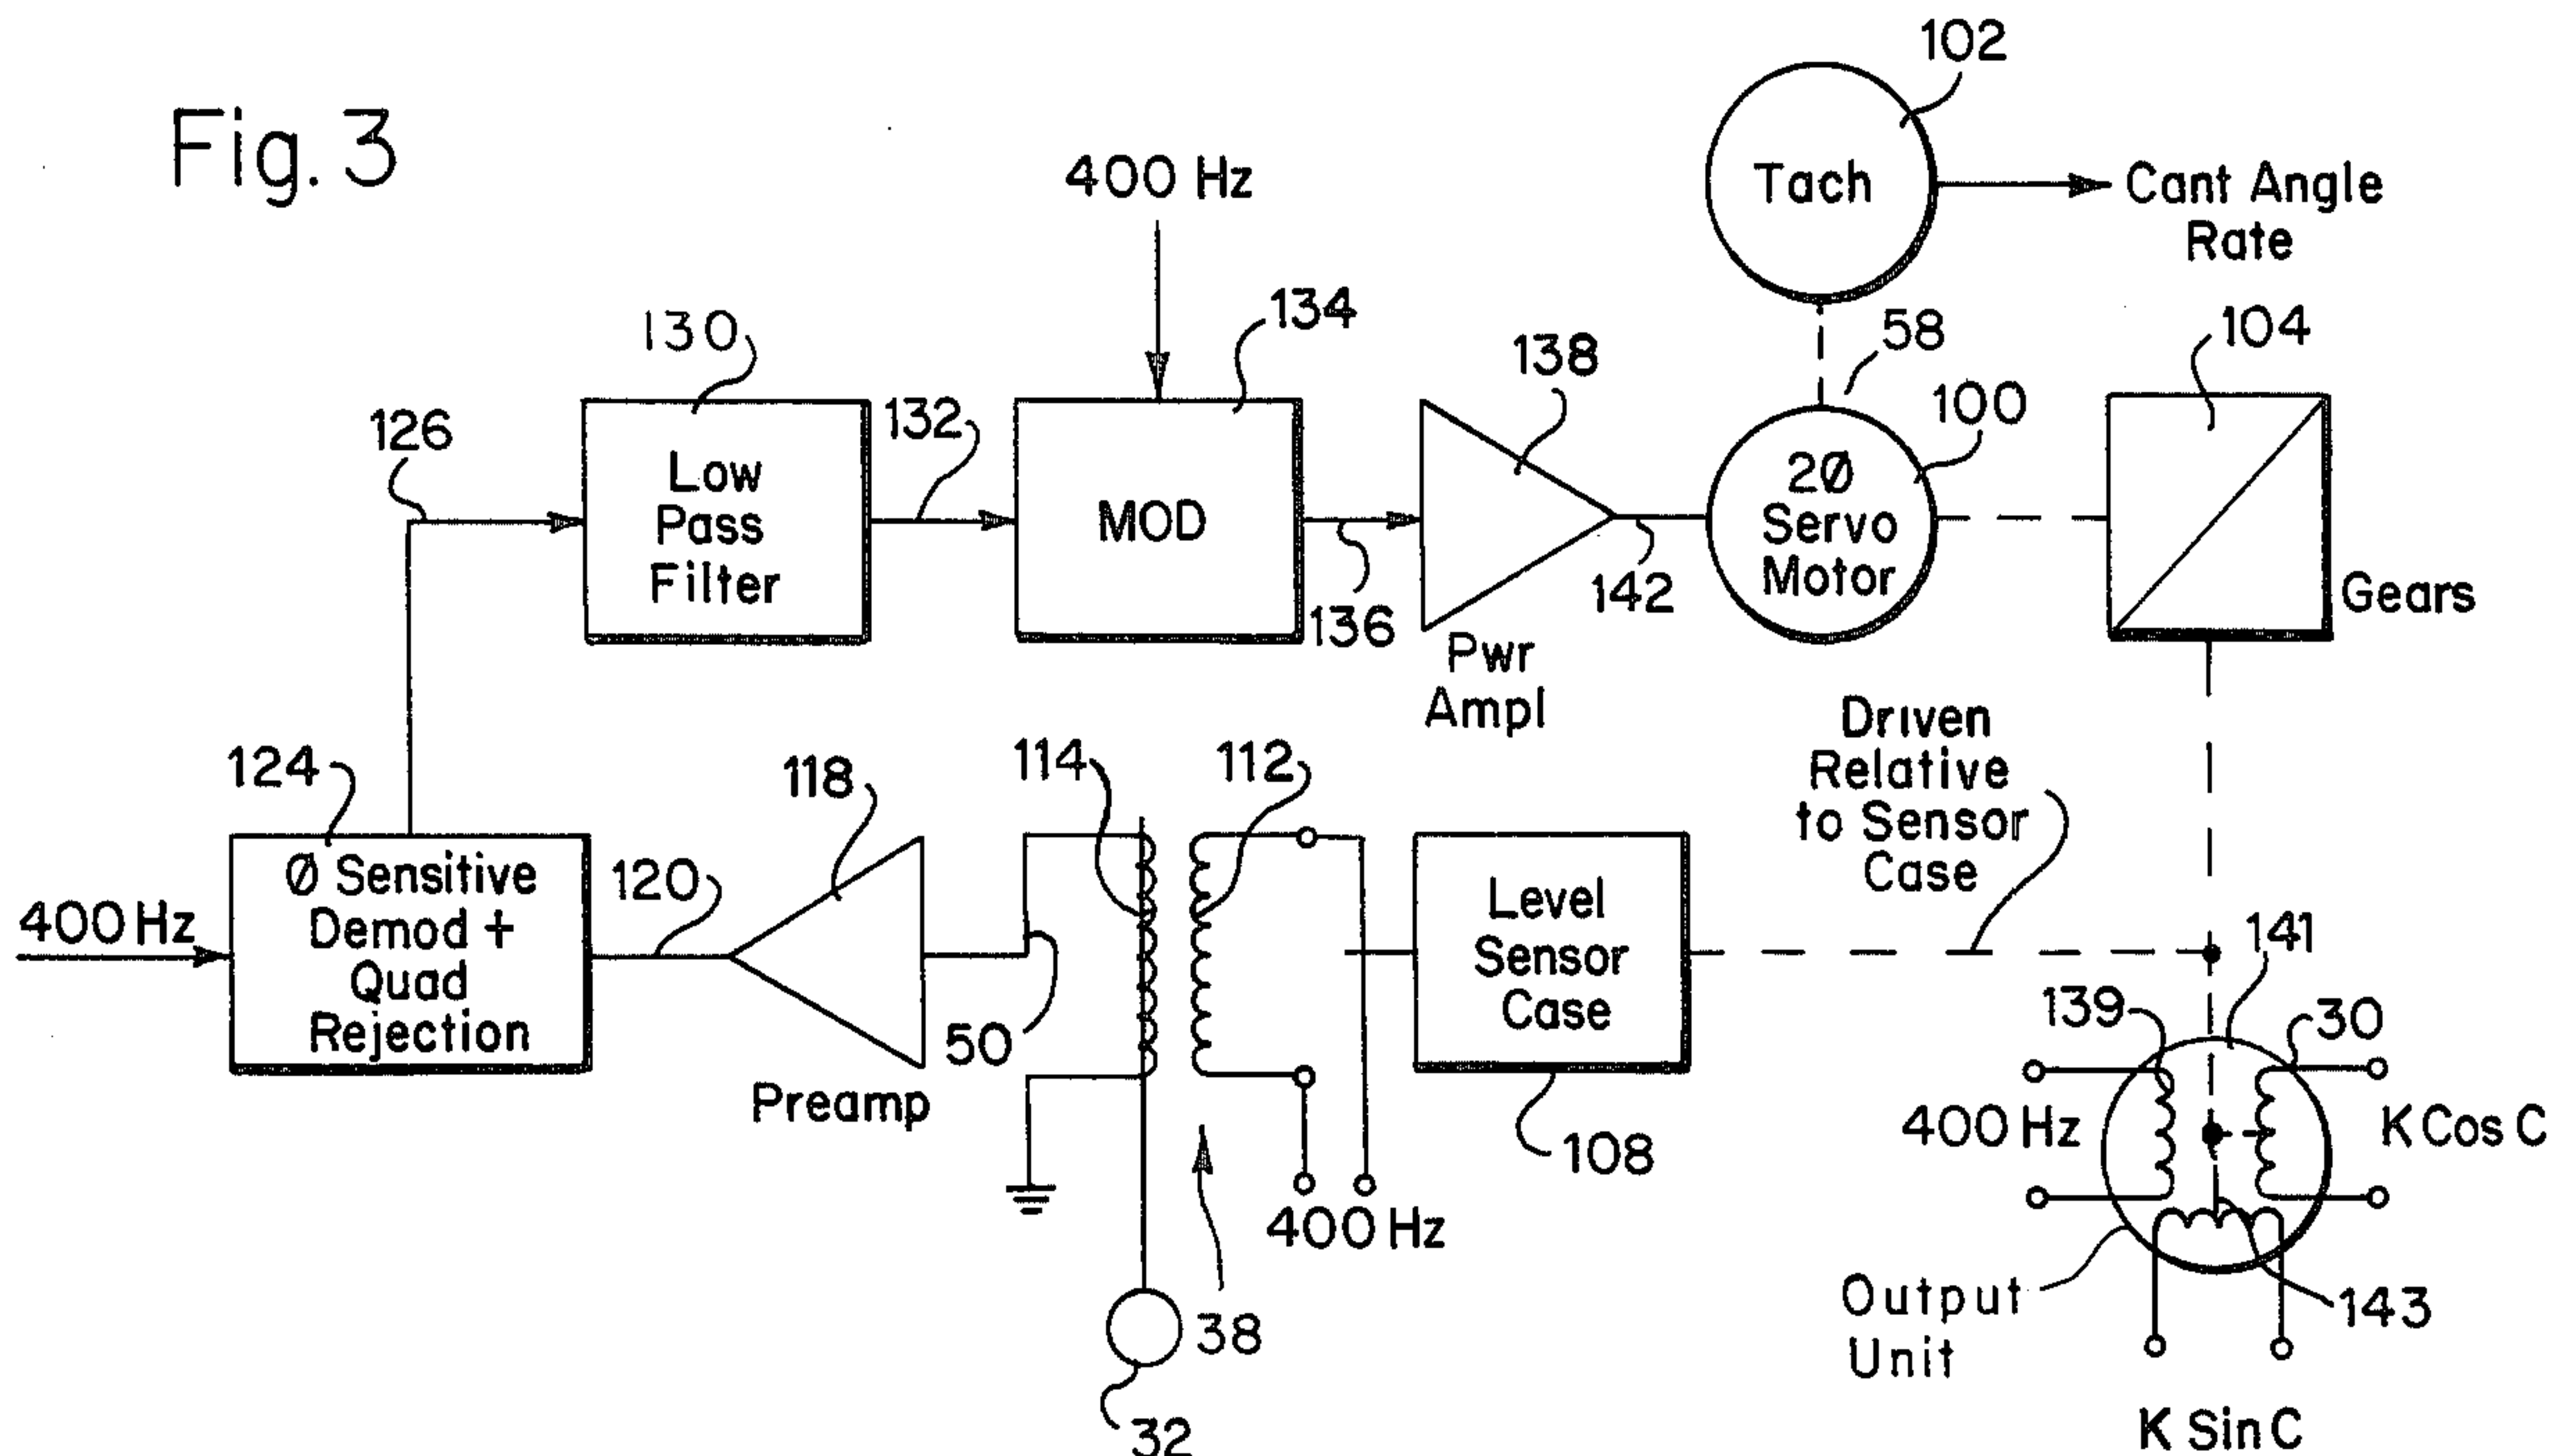 Fig. 3
102
Tach
Cant Angle
Rate
400 Hz
58
130
134
138
100
104
126
132
Low
Pass
Filter
MOD
2Ø
Servo
Motor
142
136
Gears
Pwr
Ampl
Driven
Relative
to Sensor
Case
124
118
114
112
Ø Sensitive
Demod +
Quad
Rejection
400 Hz
120
50
Preamp
Level
Sensor
Case
108
400 Hz
38
32
141
139
30
400 Hz
K Cos C
Output
Unit
143
K Sin C